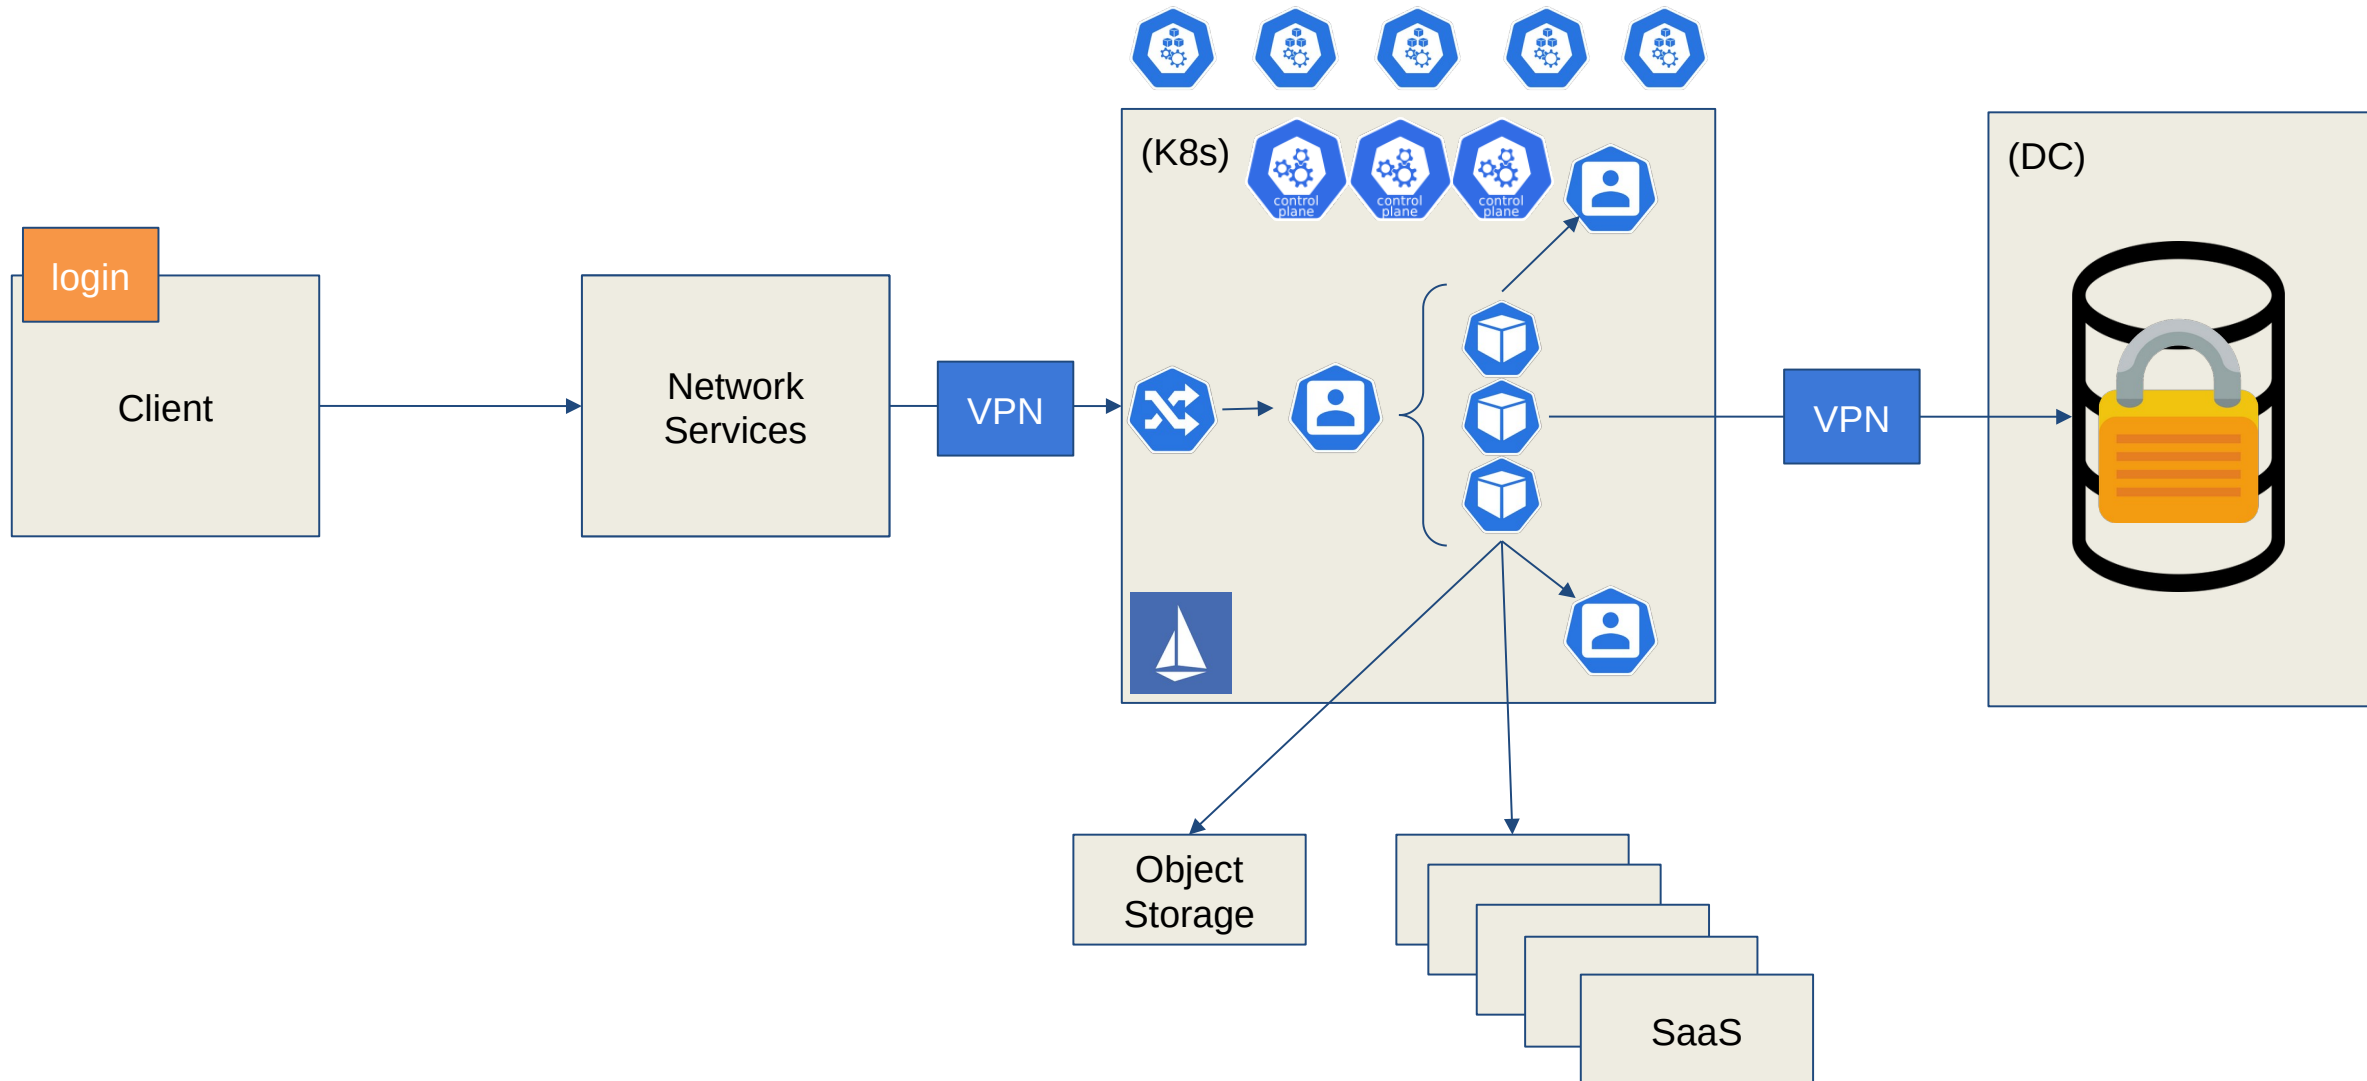 (K8s)
control
plane
control
plane
control
plane
(DC)
login
Client
Network
Services
VPN
VPN
Object
Storage
SaaS